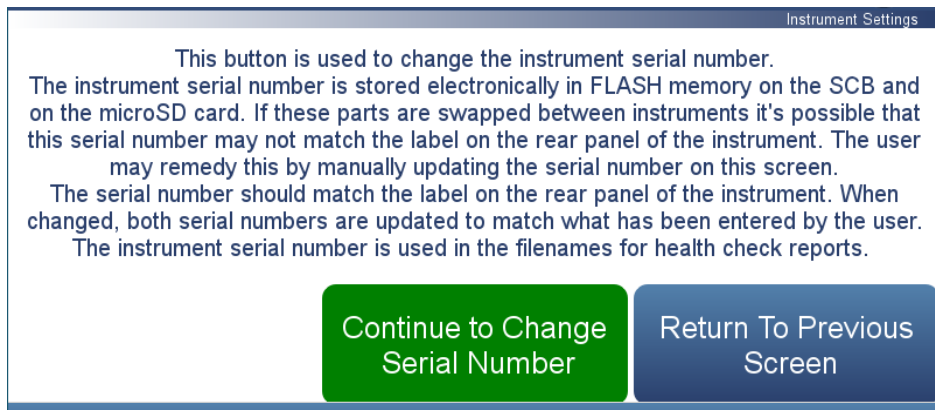 Instrument Settings
This button is used to change the instrument serial number.
The instrument serial number is stored electronically in FLASH memory on the SCB and
on the microSD card. If these parts are swapped between instruments it's possible that
this serial number may not match the label on the rear panel of the instrument. The user
may remedy this by manually updating the serial number on this screen.
The serial number should match the label on the rear panel of the instrument. When
changed, both serial numbers are updated to match what has been entered by the user.
The instrument serial number is used in the filenames for health check reports.
Continue to Change
Serial Number
Return To Previous
Screen